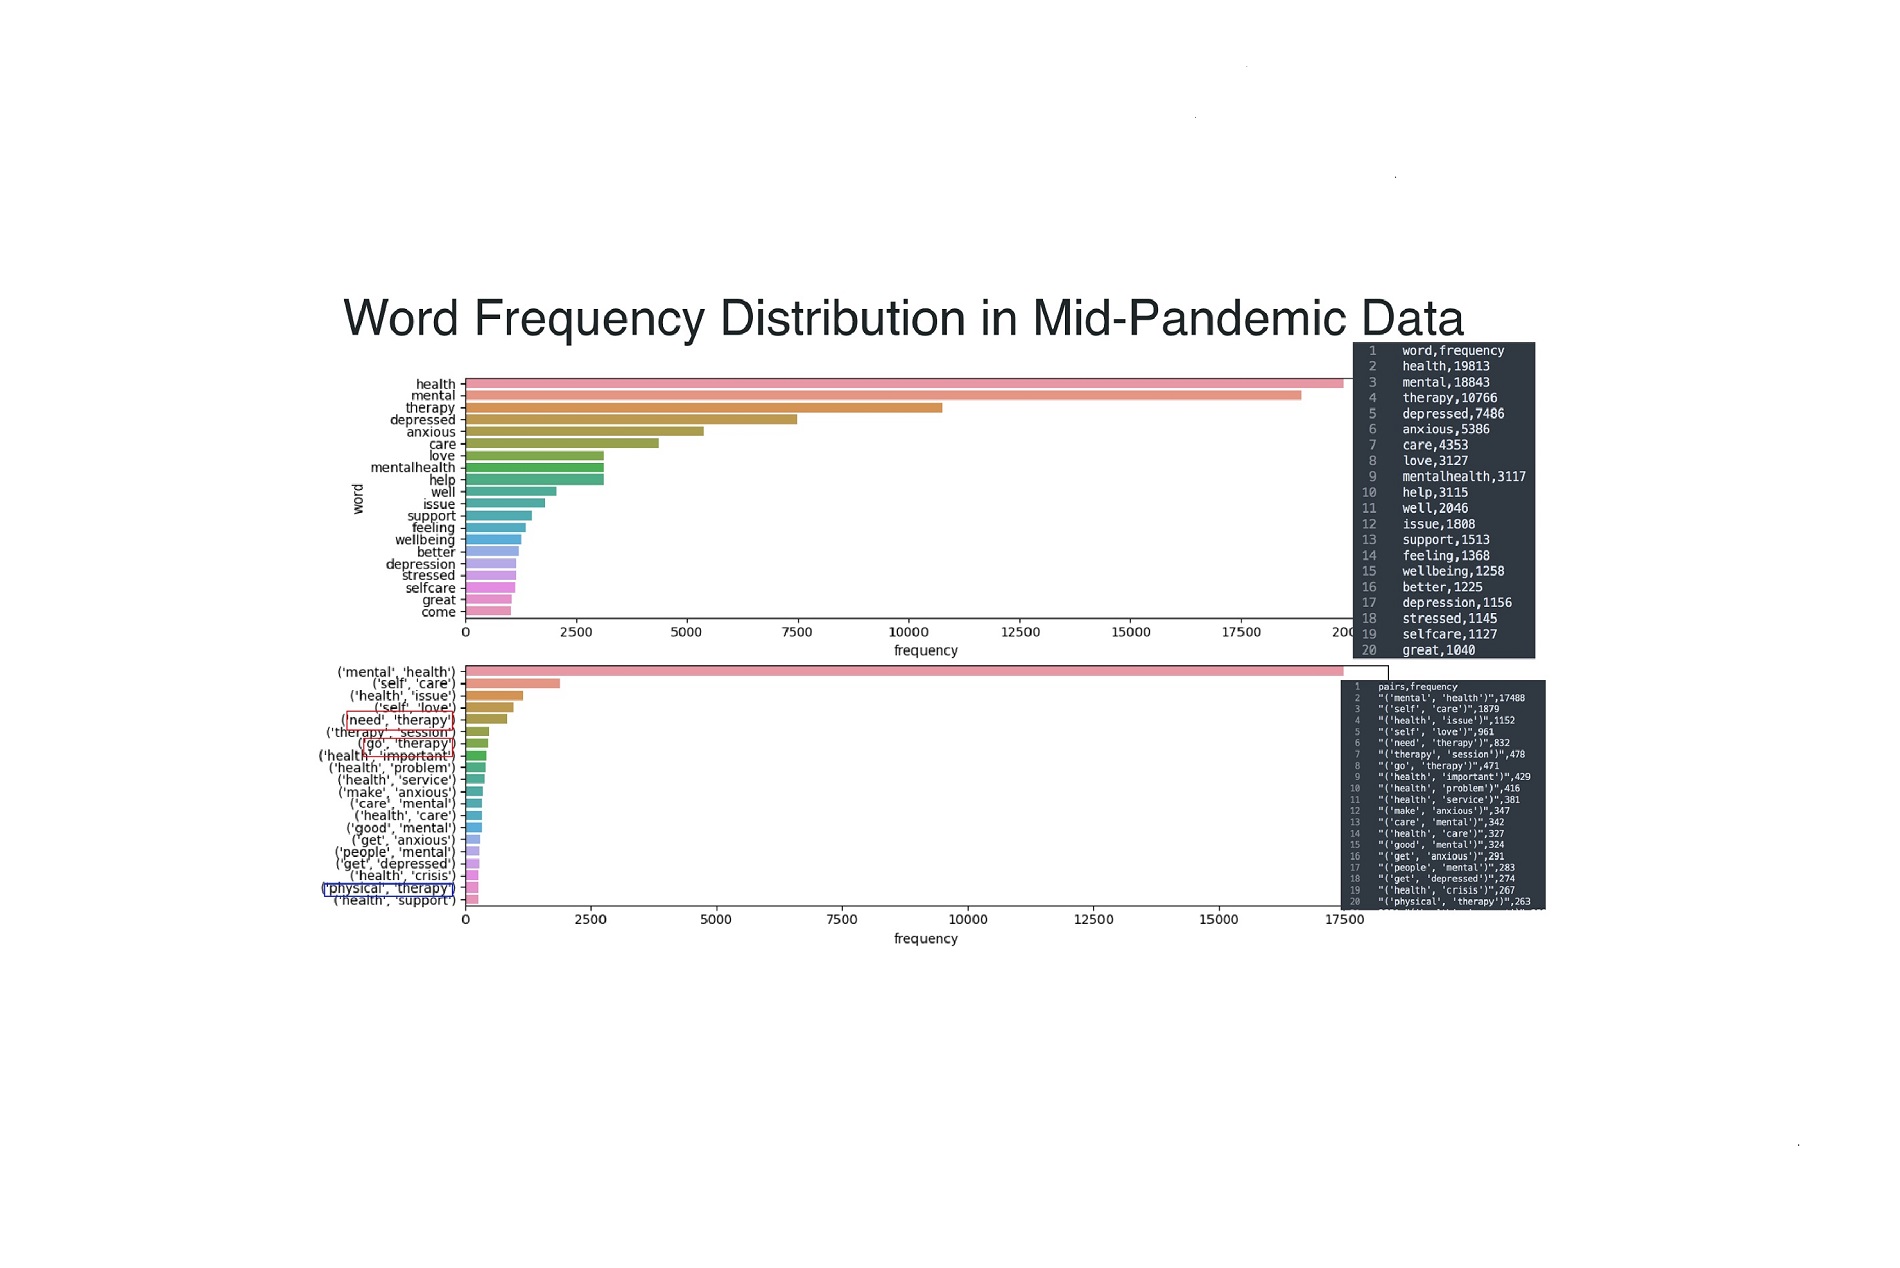 Word Frequency Distribution in Mid-Pandemic Data
word
health
mental
therapy
depressed
anxious
care
love
mentalhealth
help
well
issue
support
feeling
wellbeing
better
depression
stressed
selfcare
great
come
0 2500 5000 7500 10000 12500 15000 17500 200
frequency
1 word,frequency
2 health,19813
3 mental,18843
4 therapy,10766
5 depressed,7486
6 anxious,5386
7 care,4353
8 love,3127
9 mentalhealth,3117
10 help,3115
11 well,2046
12 issue,1808
13 support,1513
14 feeling,1368
15 wellbeing,1258
16 better,1225
17 depression,1156
18 stressed,1145
19 selfcare,1127
20 great,1040
('mental', 'health')
('self', 'care')
('health', 'issue')
('self', 'love')
('need', 'therapy')
('therapy', 'session')
('go', 'therapy')
('health', 'important')
('health', 'problem')
('health', 'service')
('make', 'anxious')
('care', 'mental')
('health', 'care')
('good', 'mental')
('get', 'anxious')
('people', 'mental')
('get', 'depressed')
('health', 'crisis')
('physical', 'therapy')
('health', 'support')
0 2500 5000 7500 10000 12500 15000 17500
frequency
1 pairs,frequency
2 "('mental', 'health')",17488
3 "('self', 'care')",1879
4 "('health', 'issue')",1152
5 "('self', 'love')",961
6 "('need', 'therapy')",832
7 "('therapy', 'session')",478
8 "('go', 'therapy')",471
9 "('health', 'important')",429
10 "('health', 'problem')",416
11 "('health', 'service')",381
12 "('make', 'anxious')",347
13 "('care', 'mental')",342
14 "('health', 'care')",327
15 "('good', 'mental')",324
16 "('get', 'anxious')",291
17 "('people', 'mental')",283
18 "('get', 'depressed')",274
19 "('health', 'crisis')",267
20 "('physical', 'therapy')",263